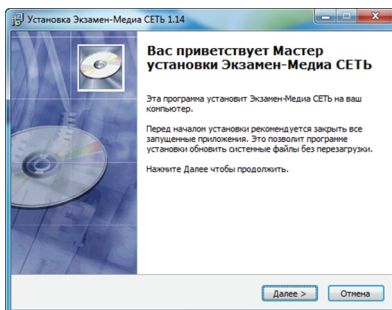 Установка Экзамен-Медиа СЕТЬ 1.14
Вас приветствует Мастер
установки Экзамен-Медиа СЕТЬ
Эта программа установит Экзамен-Медиа СЕТЬ на ваш
компьютер.
Перед началом установки рекомендуется закрыть все
запущенные приложения. Это позволит программе
установки обновить системные файлы без перезагрузки.
Нажмите Далее чтобы продолжить.
Далее >
Отмена